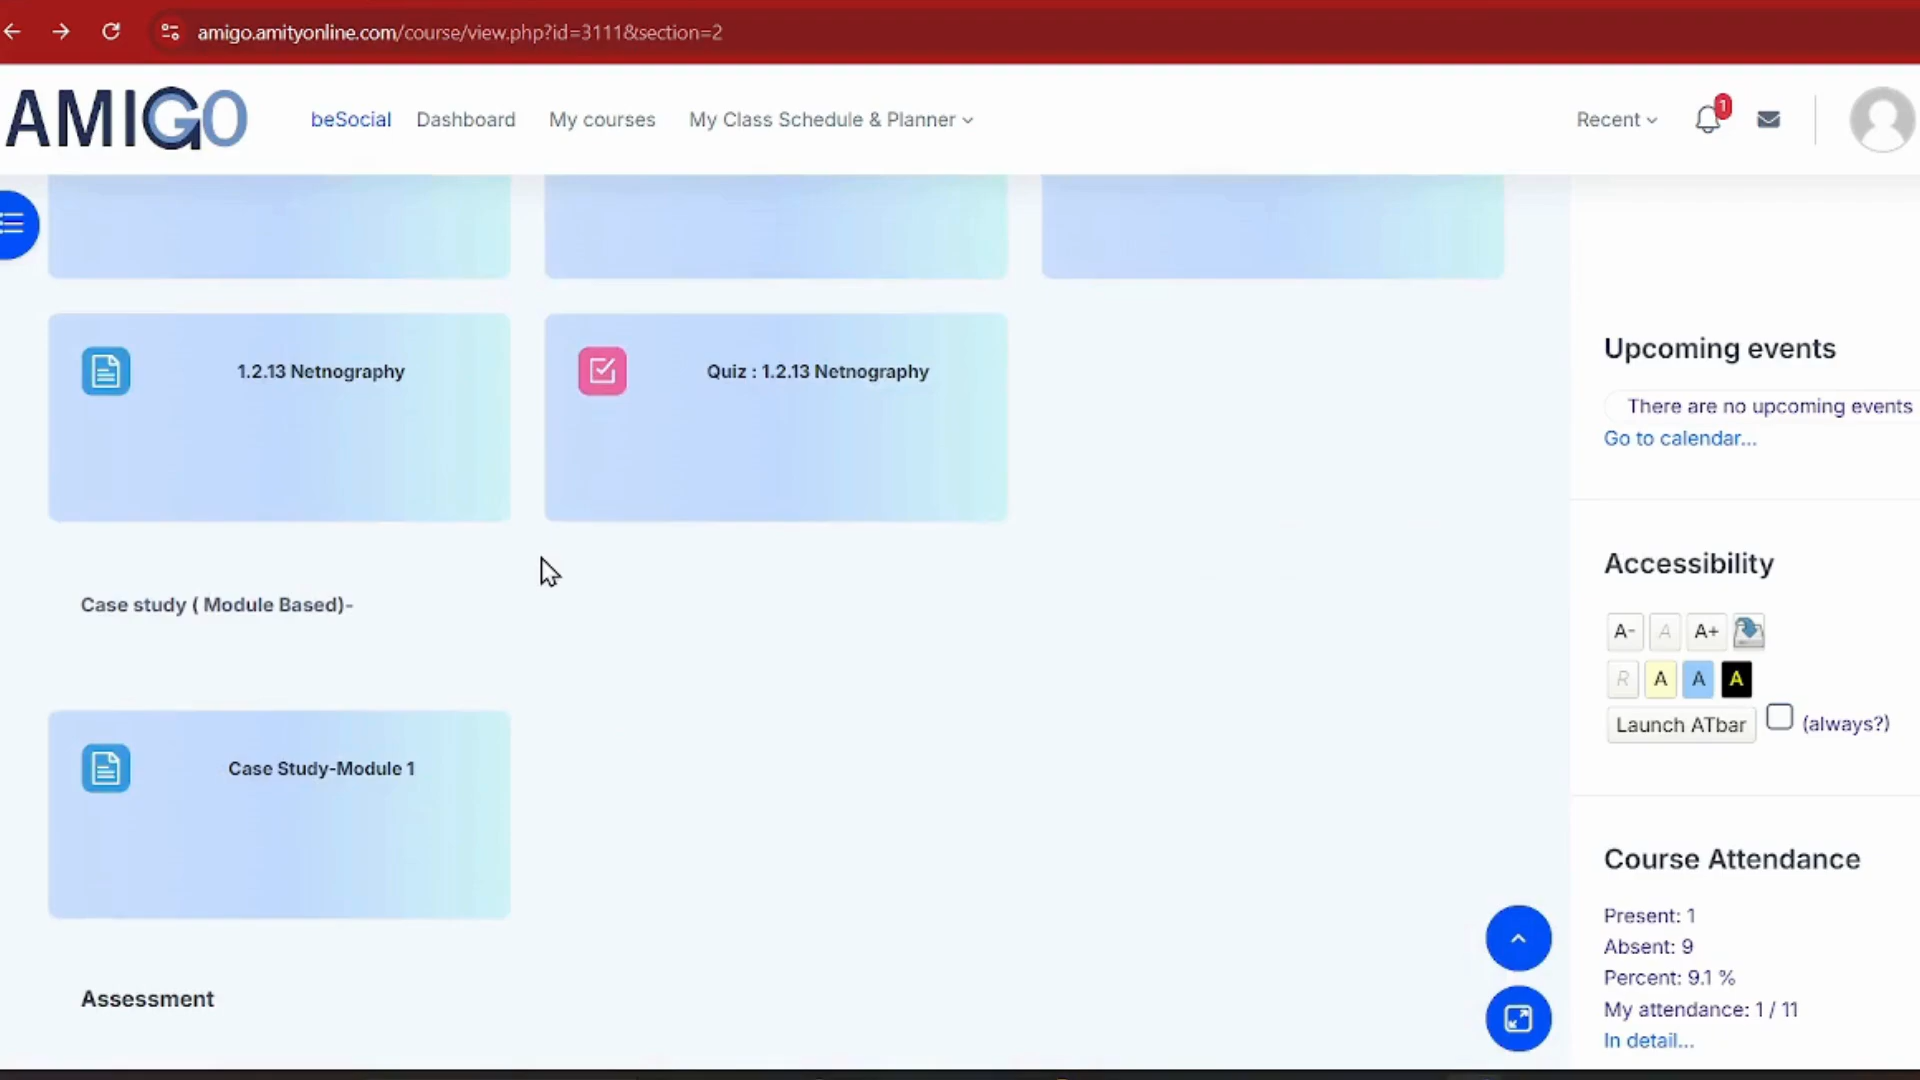 amigo.amityonline.com/course/view.php?id=3111&section=2
AMIGO
beSocial Dashboard My courses My Class Schedule & Planner
Recent
1
1.2.13 Netnography
Quiz : 1.2.13 Netnography
Case study ( Module Based)-
Case Study-Module 1
Assessment
Upcoming events
There are no upcoming events
Go to calendar...
Accessibility
A- A A+
R A A A
Launch ATbar (always?)
Course Attendance
Present: 1
Absent: 9
Percent: 9.1 %
My attendance: 1 / 11
In detail...